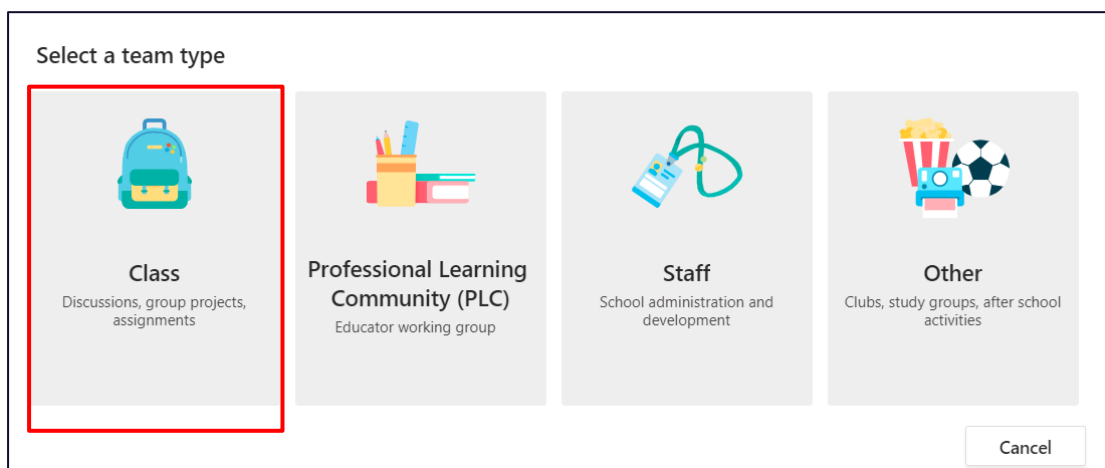 Select a team type
Class
Discussions, group projects,
assignments
Professional Learning
Community (PLC)
Educator working group
Staff
School administration and
development
Other
Clubs, study groups, after school
activities
Cancel